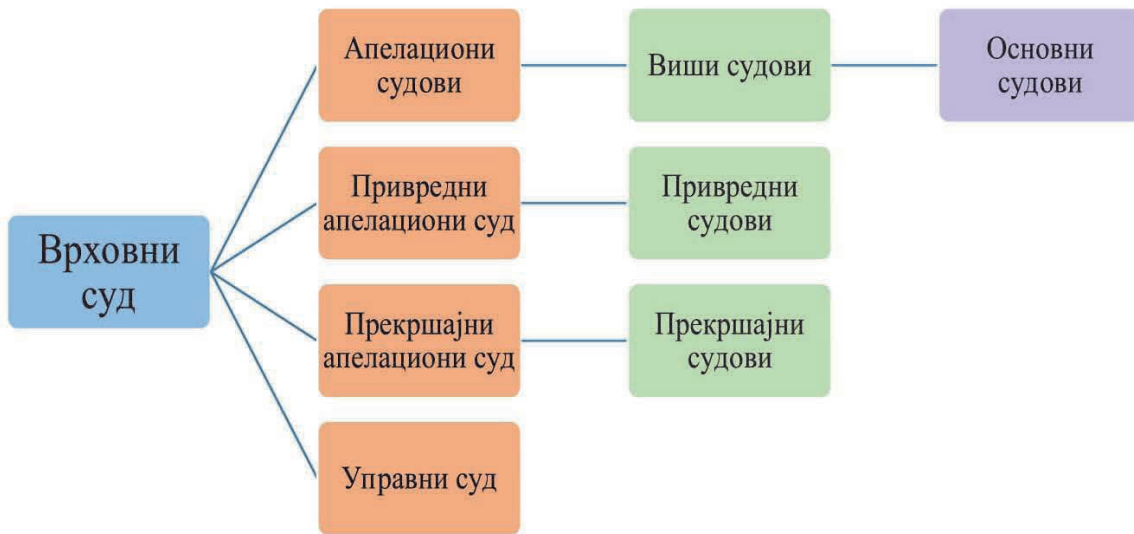 Врховни
суд
Апелациони
судови
Виши судови
Основни
судови
Привредни
апелациони суд
Привредни
судови
Прекршајни
апелациони суд
Прекршајни
судови
Управни суд